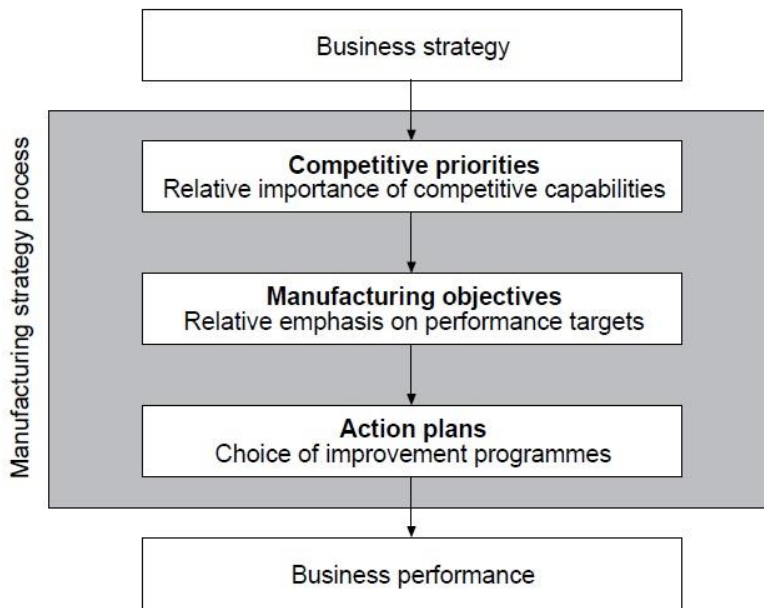 Business strategy
Manufacturing strategy process
Competitive priorities
Relative importance of competitive capabilities
Manufacturing objectives
Relative emphasis on performance targets
Action plans
Choice of improvement programmes
Business performance